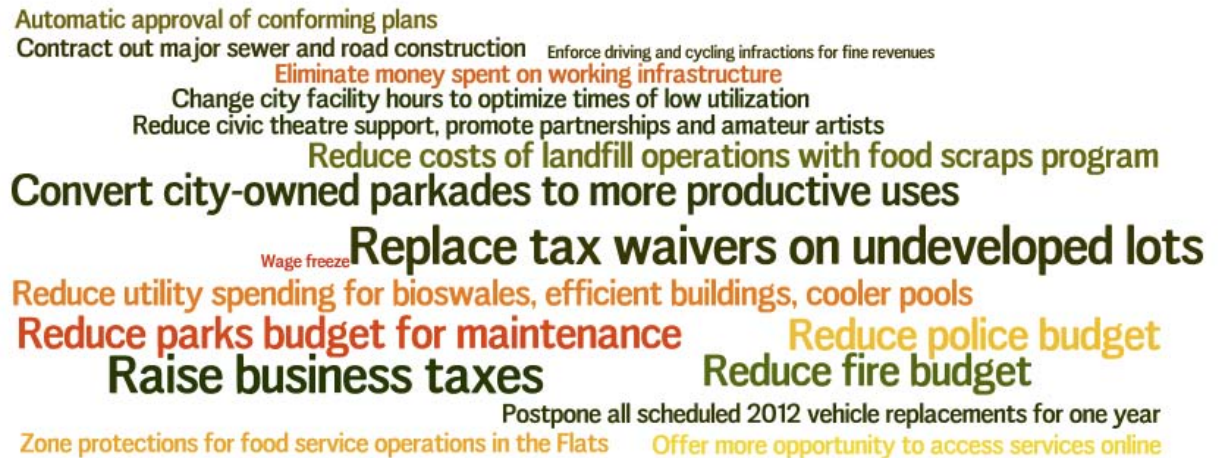 Automatic approval of conforming plans
Contract out major sewer and road construction Enforce driving and cycling infractions for fine revenues
Eliminate money spent on working infrastructure
Change city facility hours to optimize times of low utilization
Reduce civic theatre support, promote partnerships and amateur artists
Reduce costs of landfill operations with food scraps program
Convert city-owned parkades to more productive uses
Wage freeze Replace tax waivers on undeveloped lots
Reduce utility spending for bioswales, efficient buildings, cooler pools
Reduce parks budget for maintenance Reduce police budget
Raise business taxes Reduce fire budget
Postpone all scheduled 2012 vehicle replacements for one year
Zone protections for food service operations in the Flats Offer more opportunity to access services online